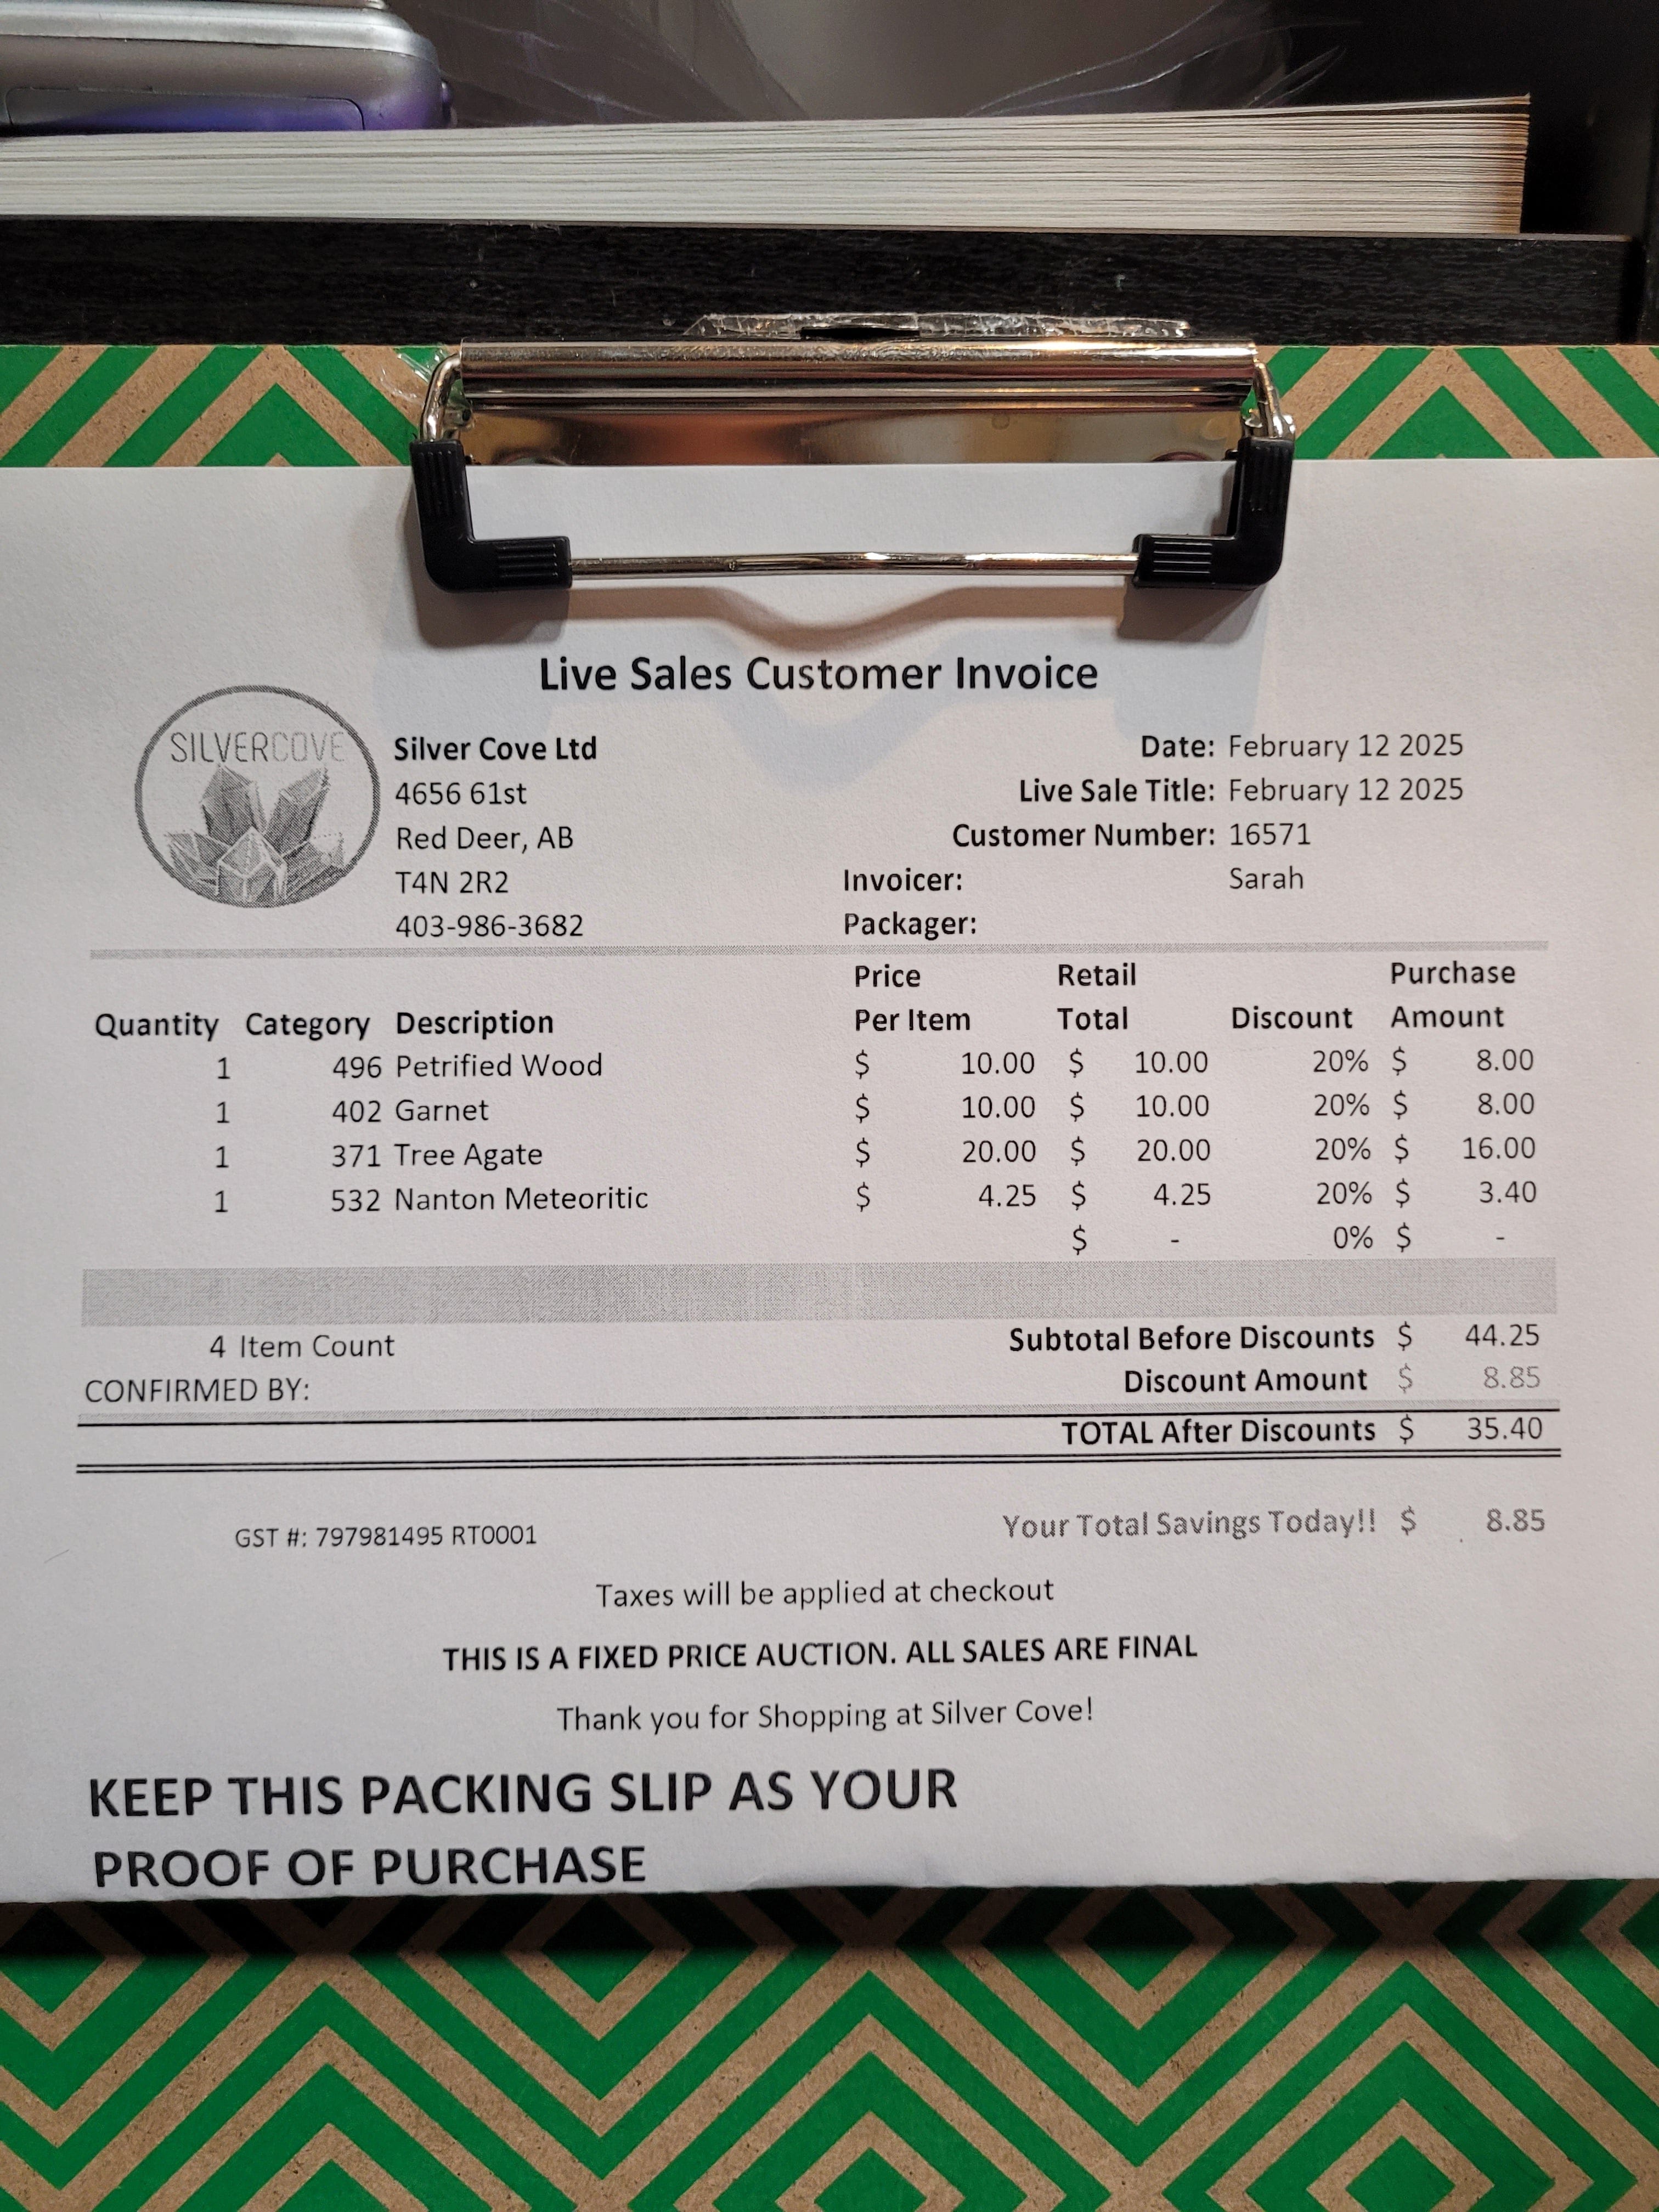 Live Sales Customer Invoice
SILVERCOVE
Silver Cove Ltd
4656 61st
Red Deer, AB
T4N 2R2
403-986-3682
Date: February 12 2025
Live Sale Title: February 12 2025
Customer Number: 16571
Invoicer: Sarah
Packager:
Quantity Category Description Price Per Item Retail Total Discount Purchase Amount
1 496 Petrified Wood $ 10.00 $ 10.00 20% $ 8.00
1 402 Garnet $ 10.00 $ 10.00 20% $ 8.00
1 371 Tree Agate $ 20.00 $ 20.00 20% $ 16.00
1 532 Nanton Meteoritic $ 4.25 $ 4.25 20% $ 3.40
$ - 0% $ -
4 Item Count
CONFIRMED BY:
Subtotal Before Discounts $ 44.25
Discount Amount $ 8.85
TOTAL After Discounts $ 35.40
GST #: 797981495 RT0001
Your Total Savings Today!! $ 8.85
Taxes will be applied at checkout
THIS IS A FIXED PRICE AUCTION. ALL SALES ARE FINAL
Thank you for Shopping at Silver Cove!
KEEP THIS PACKING SLIP AS YOUR
PROOF OF PURCHASE